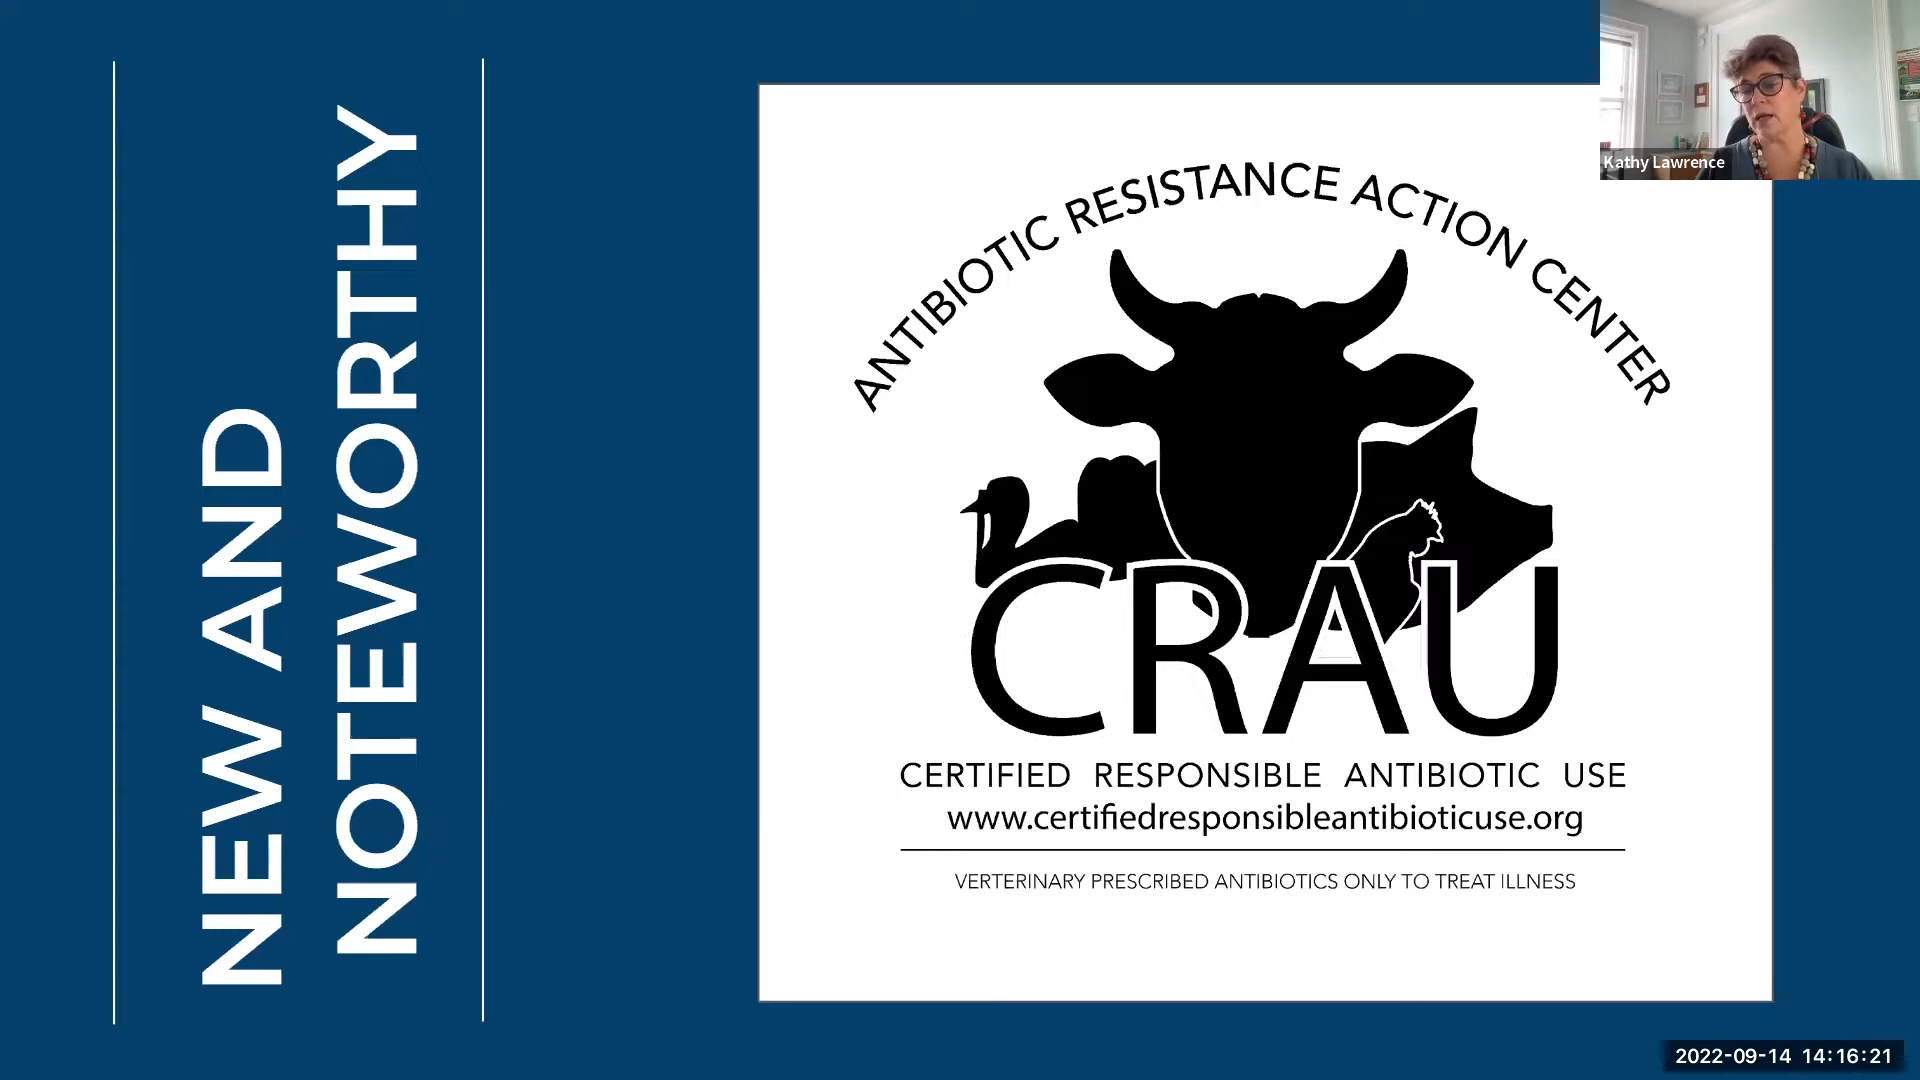 NEW AND
NOTEWORTHY
ANTIBIOTIC RESISTANCE ACTION CENTER
CRAU
CERTIFIED RESPONSIBLE ANTIBIOTIC USE
www.certifiedresponsibleantibioticuse.org
VERTERINARY PRESCRIBED ANTIBIOTICS ONLY TO TREAT ILLNESS
Kathy Lawrence
2022-09-14 14:16:21